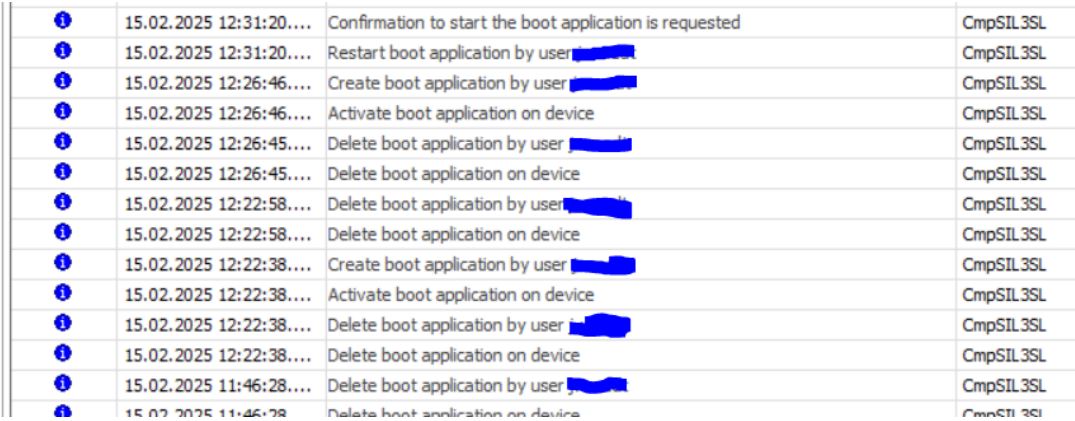 15.02.2025 12:31:20.... Confirmation to start the boot application is requested CmpSIL3SL
15.02.2025 12:31:20.... Restart boot application by user CmpSIL3SL
15.02.2025 12:26:46.... Create boot application by user CmpSIL3SL
15.02.2025 12:26:46.... Activate boot application on device CmpSIL3SL
15.02.2025 12:26:45.... Delete boot application by user CmpSIL3SL
15.02.2025 12:26:45.... Delete boot application on device CmpSIL3SL
15.02.2025 12:22:58.... Delete boot application by user CmpSIL3SL
15.02.2025 12:22:58.... Delete boot application on device CmpSIL3SL
15.02.2025 12:22:38.... Create boot application by user CmpSIL3SL
15.02.2025 12:22:38.... Activate boot application on device CmpSIL3SL
15.02.2025 12:22:38.... Delete boot application by user CmpSIL3SL
15.02.2025 12:22:38.... Delete boot application on device CmpSIL3SL
15.02.2025 11:46:28.... Delete boot application by user CmpSIL3SL
15.02.2025 11:46:28.... Delete boot application on device CmpSIL3SL